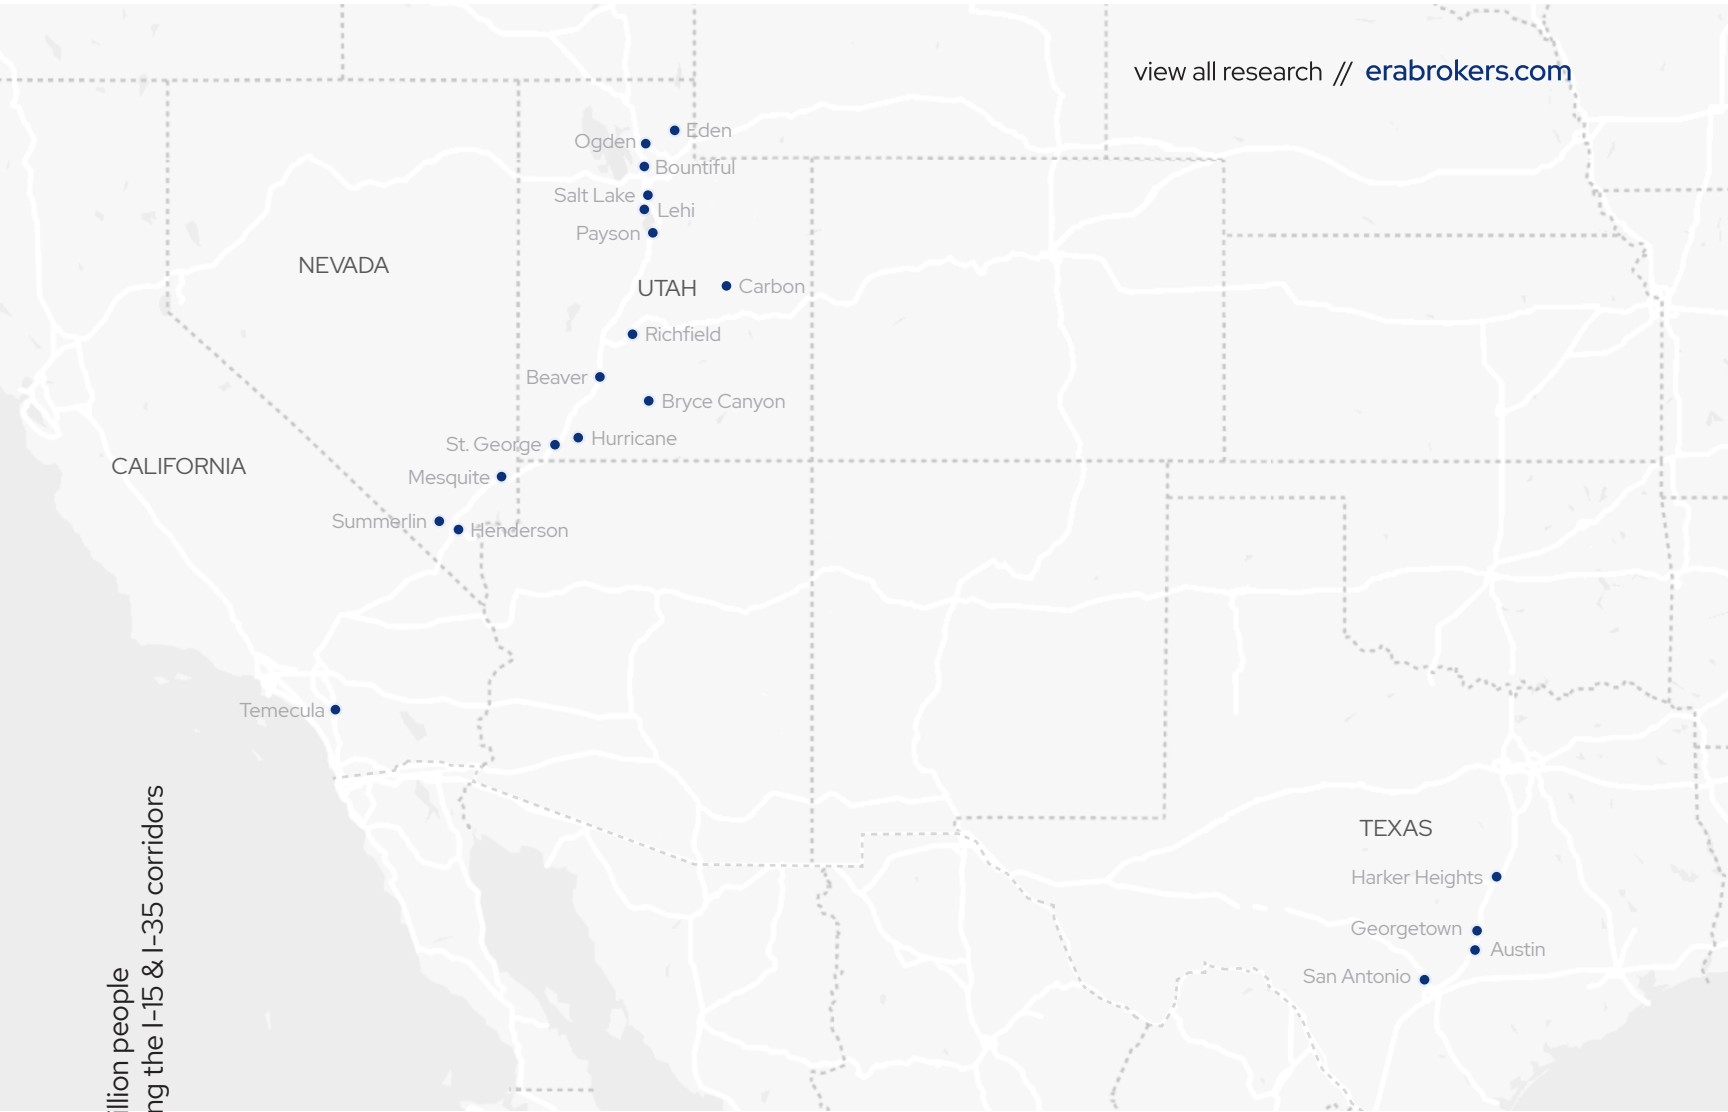 view all research // erabrokers.com
Eden
Ogden
Bountiful
Salt Lake
Lehi
Payson
NEVADA
UTAH
Carbon
Richfield
Beaver
Bryce Canyon
Hurricane
St. George
CALIFORNIA
Mesquite
Summerlin
Henderson
Temecula
TEXAS
Harker Heights
Georgetown
Austin
San Antonio
people
the I-15 & I-35 corridors